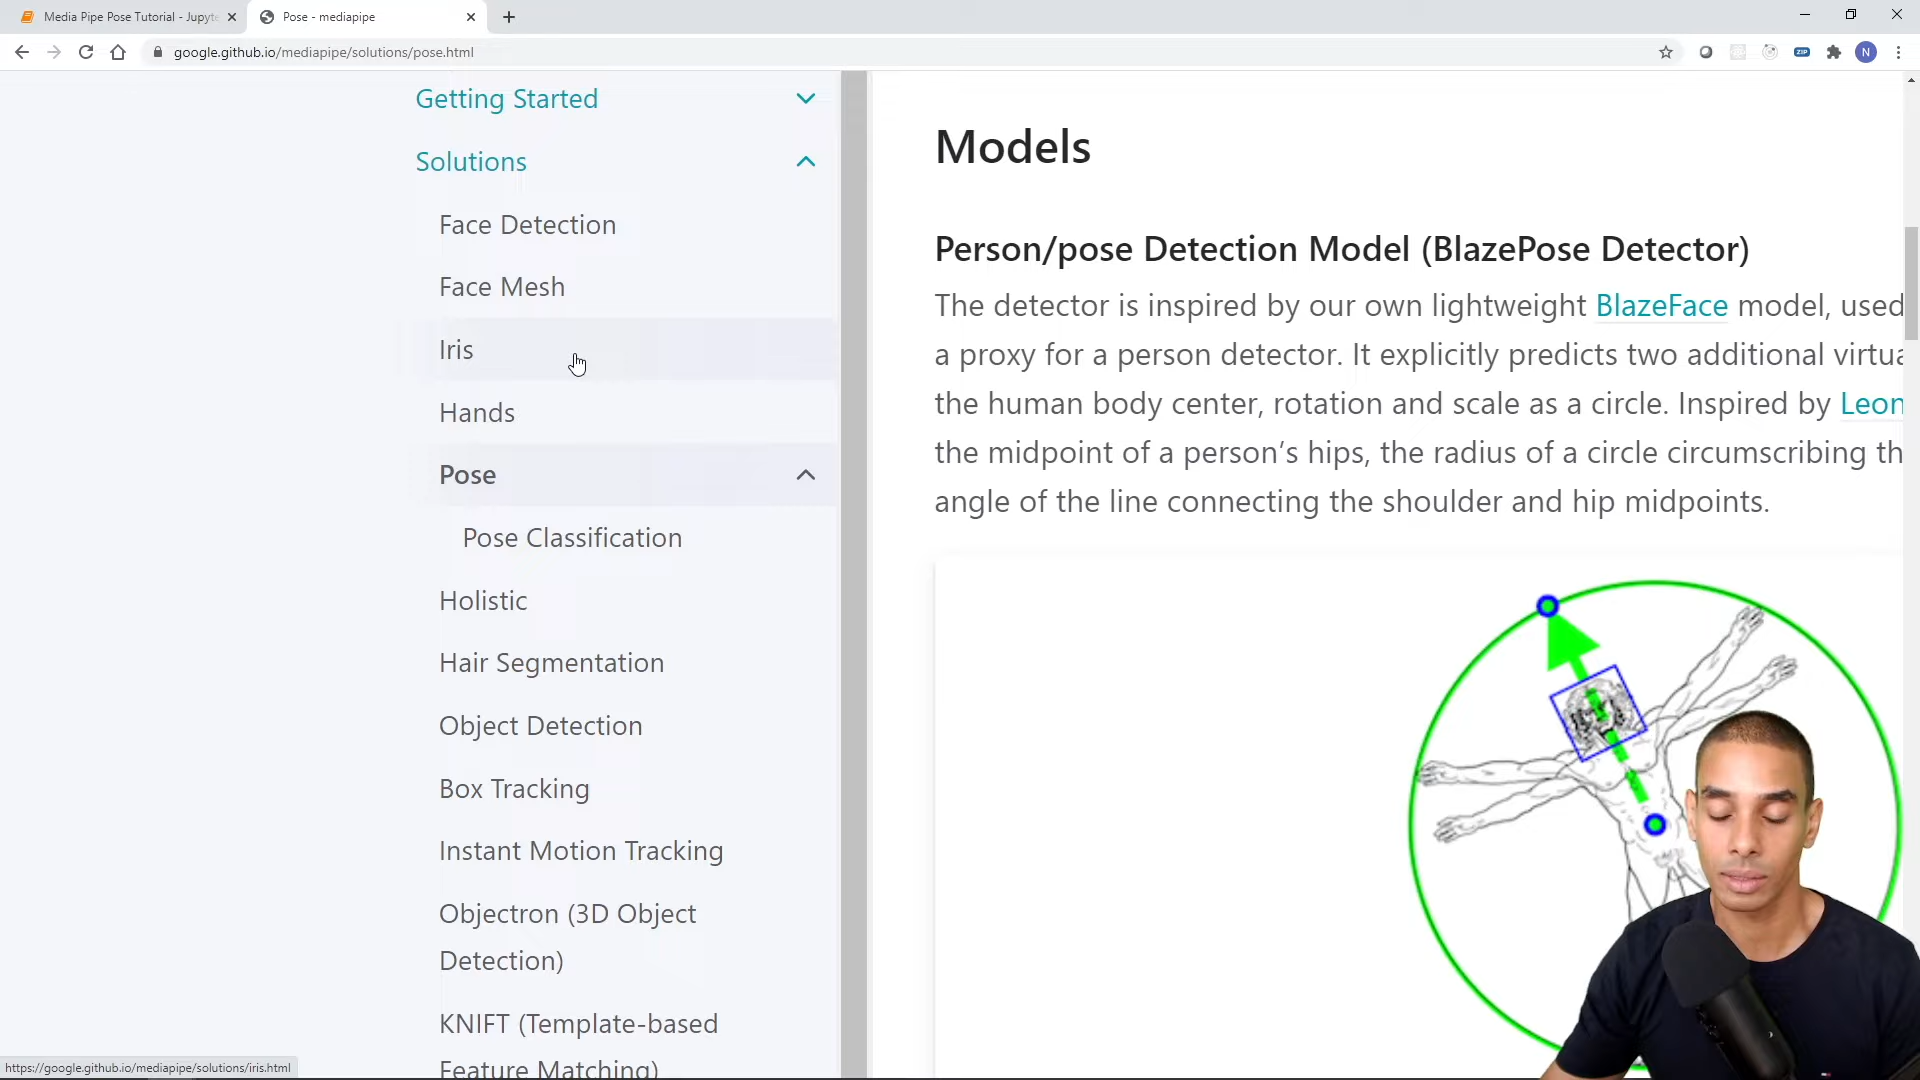 Media Pipe Pose Tutorial - Jupyte
Pose - mediapipe
google.github.io/mediapipe/solutions/pose.html
ZIP
N
Getting Started
Solutions
Face Detection
Face Mesh
Iris
Hands
Pose
Pose Classification
Holistic
Hair Segmentation
Object Detection
Box Tracking
Instant Motion Tracking
Objectron (3D Object
Detection)
KNIFT (Template-based
Feature Matching)
Models
Person/pose Detection Model (BlazePose Detector)
The detector is inspired by our own lightweight BlazeFace model, used
a proxy for a person detector. It explicitly predicts two additional virtua
the human body center, rotation and scale as a circle. Inspired by Leon
the midpoint of a person’s hips, the radius of a circle circumscribing th
angle of the line connecting the shoulder and hip midpoints.
https://google.github.io/mediapipe/solutions/iris.html